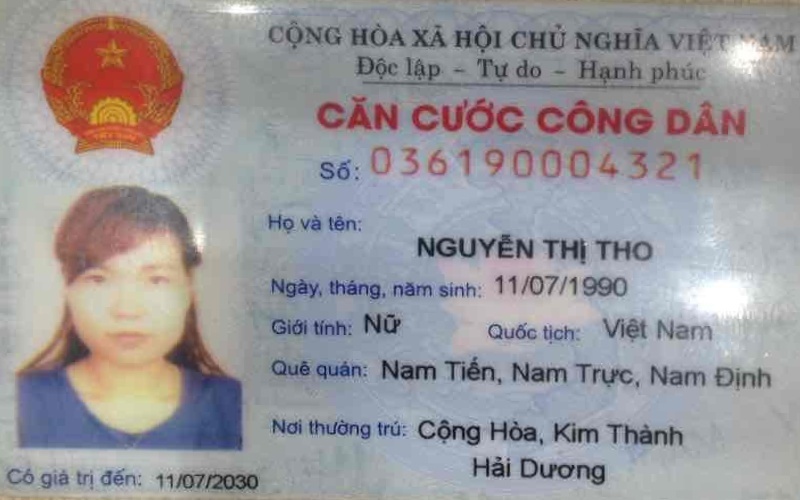 CỘNG HÒA XÃ HỘI CHỦ NGHĨA VIỆT NAM
Độc lập – Tự do – Hạnh phúc
CĂN CƯỚC CÔNG DÂN
Số: 036190004321
Họ và tên:
NGUYỄN THỊ THO
Ngày, tháng, năm sinh: 11/07/1990
Giới tính: Nữ Quốc tịch: Việt Nam
Quê quán: Nam Tiến, Nam Trực, Nam Định
Nơi thường trú: Cộng Hòa, Kim Thành
Hải Dương
Có giá trị đến: 11/07/2030